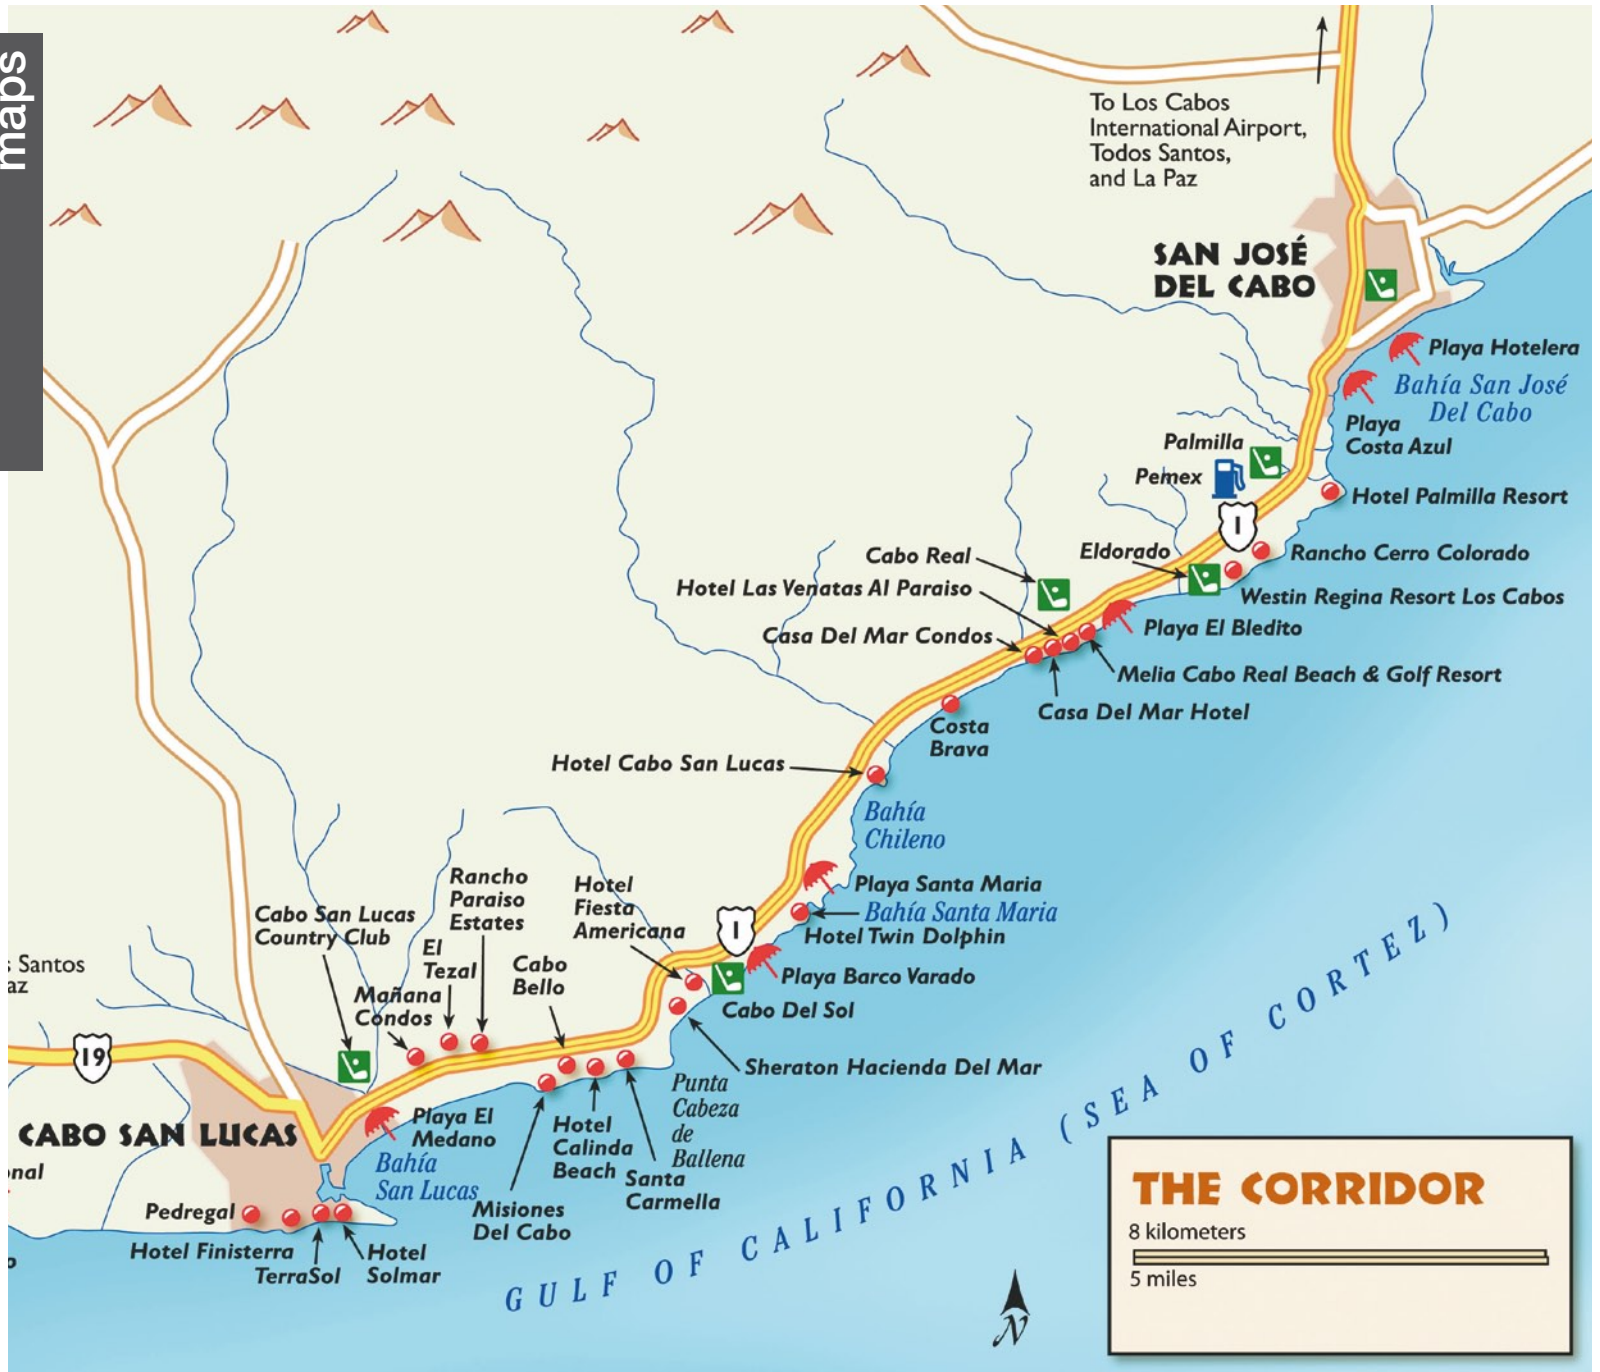 maps
To Los Cabos
International Airport,
Todos Santos,
and La Paz
SAN JOSÉ
DEL CABO
Playa Hotelera
Bahía San José
Del Cabo
Playa
Costa Azul
Palmilla
Pemex
Hotel Palmilla Resort
1
Cabo Real
Eldorado
Rancho Cerro Colorado
Hotel Las Venatas Al Paraiso
Westin Regina Resort Los Cabos
Casa Del Mar Condos
Playa El Bledito
Melia Cabo Real Beach & Golf Resort
Casa Del Mar Hotel
Costa
Brava
Hotel Cabo San Lucas
Bahía
Chileno
Rancho
Paraiso
Estates
Hotel
Fiesta
Americana
Playa Santa Maria
Bahía Santa Maria
Hotel Twin Dolphin
1
Cabo San Lucas
Country Club
El
Tezal
Cabo
Bello
Playa Barco Varado
Cabo Del Sol
Mañana
Condos
Santos
az
19
Sheraton Hacienda Del Mar
Punta
Cabeza
de
Ballena
CABO SAN LUCAS
Playa El
Medano
Hotel
Calinda
Beach
Bahía
San Lucas
Santa
Carmella
Misiones
Del Cabo
onal
Pedregal
Hotel Finisterra
TerraSol
Hotel
Solmar
o
GULF OF CALIFORNIA (SEA OF CORTEZ)
N
THE CORRIDOR
8 kilometers
5 miles